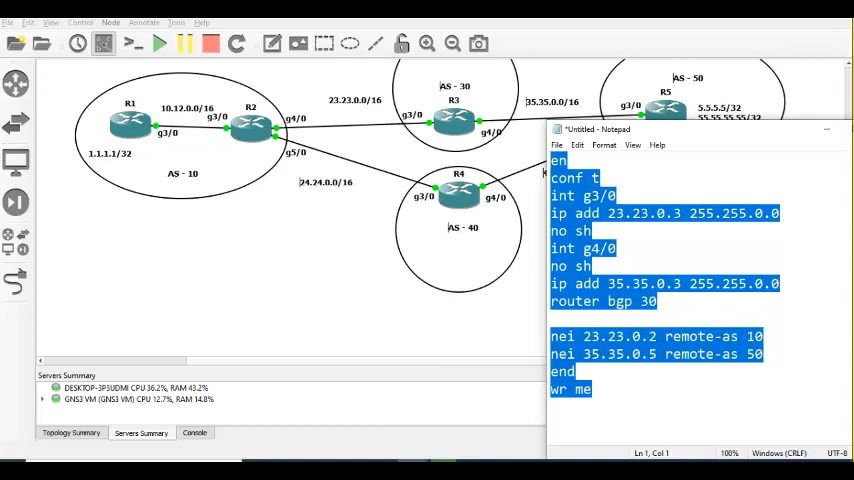 File Edit View Control Node Annotate Tools Help
AS - 30
AS - 50
R1
10.12.0.0/16
R2
23.23.0.0/16
R3
35.35.0.0/16
R5
g3/0
g3/0
g4/0
g3/0
g4/0
g3/0
5.5.5.5/32
55.55.55.55/32
1.1.1.1/32
g5/0
AS - 10
24.24.0.0/16
R4
g3/0
g4/0
AS - 40
*Untitled - Notepad
File Edit Format View Help
en
conf t
int g3/0
ip add 23.23.0.3 255.255.0.0
no sh
int g4/0
no sh
ip add 35.35.0.3 255.255.0.0
router bgp 30
nei 23.23.0.2 remote-as 10
nei 35.35.0.5 remote-as 50
end
wr me
Ln 1, Col 1 100% Windows (CRLF) UTF-8
Servers Summary
DESKTOP-3P3UDMI CPU 36.2%, RAM 43.2%
GNS3 VM (GNS3 VM) CPU 12.7%, RAM 14.8%
Topology Summary Servers Summary Console